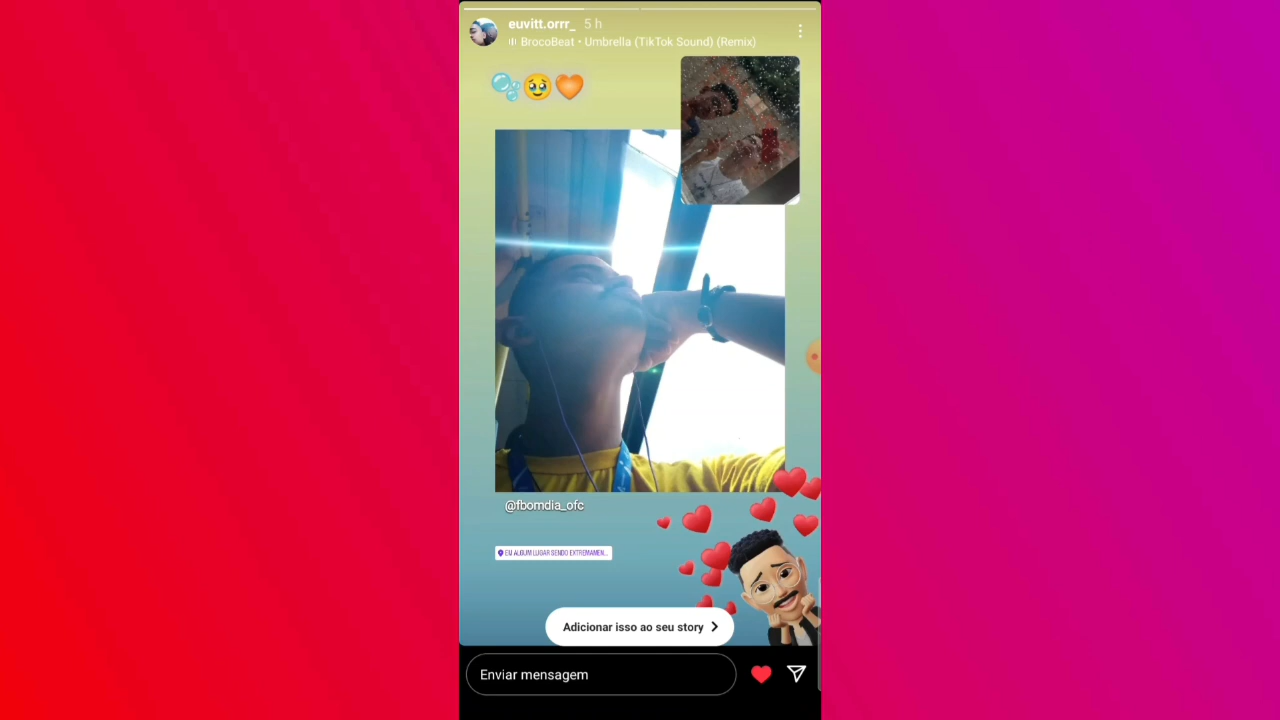 euvitt.orrr_ 5 h
BrocoBeat • Umbrella (TikTok Sound) (Remix)
@fbomdia_ofc
EM ALGUM LUGAR SENDO EXTREMAMEN...
Adicionar isso ao seu story
Enviar mensagem